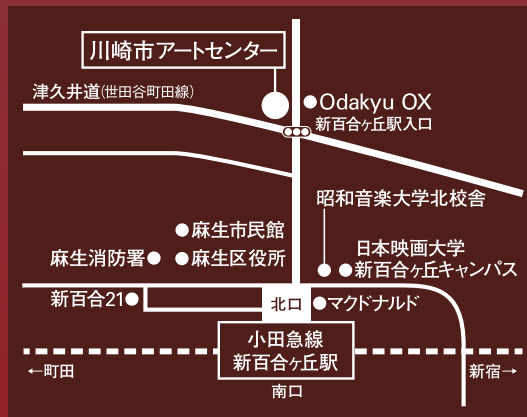 川崎市アートセンター
津久井道(世田谷町田線)
Odakyu OX
新百合ヶ丘駅入口
昭和音楽大学北校舎
麻生市民館
麻生消防署
麻生区役所
日本映画大学
新百合ヶ丘キャンパス
新百合21
北口
マクドナルド
小田急線
新百合ヶ丘駅
←町田
新宿→
南口